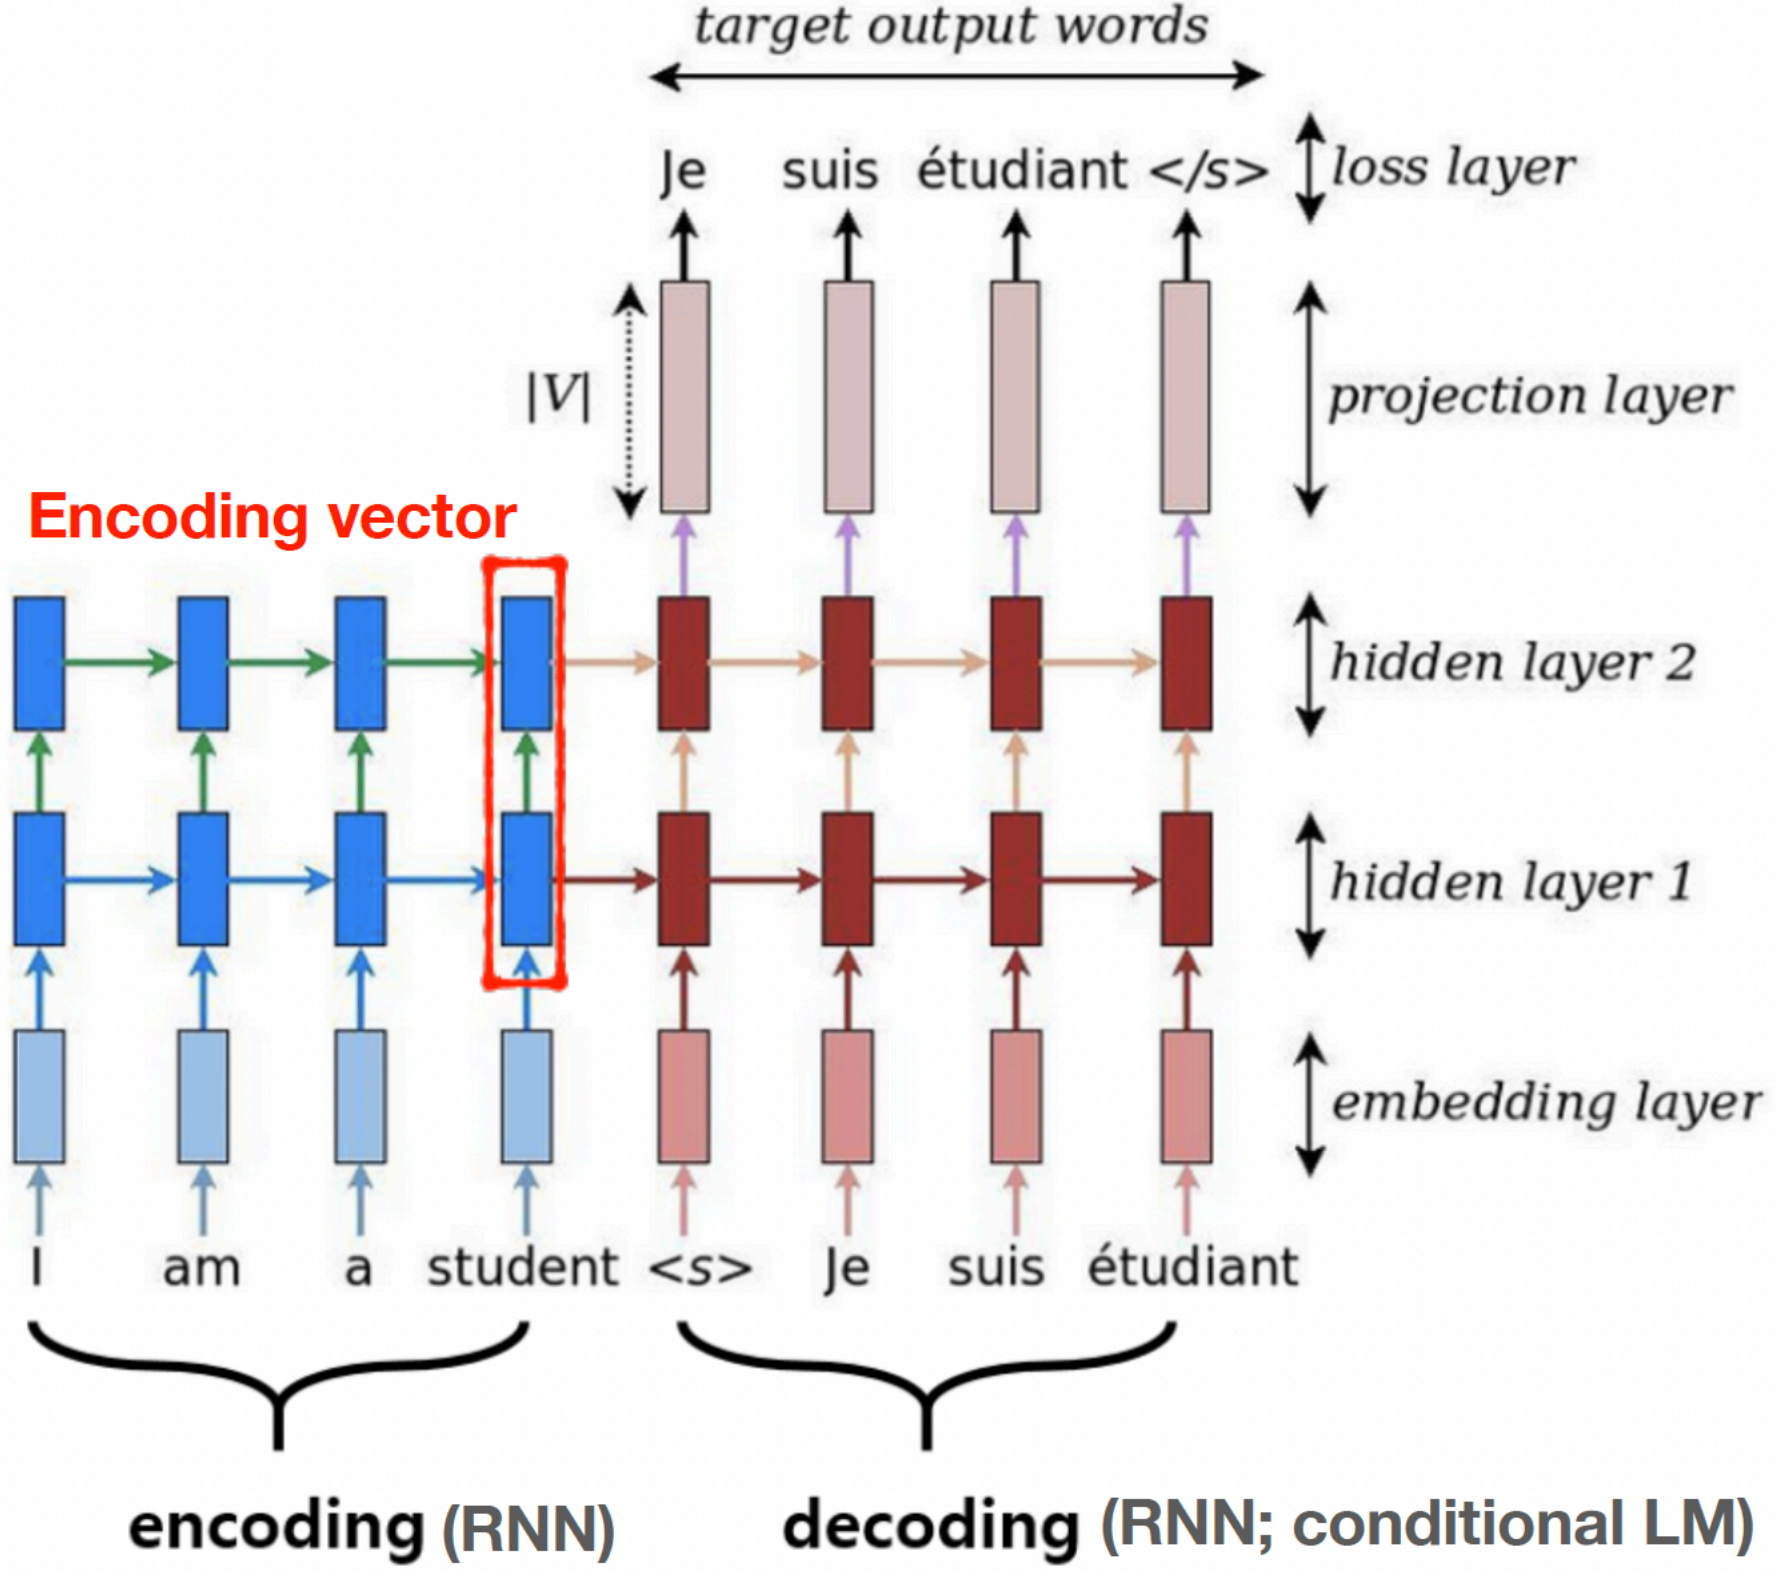 target output words
Je suis étudiant </s> loss layer
|V| projection layer
Encoding vector
hidden layer 2
hidden layer 1
embedding layer
I am a student <s> Je suis étudiant
encoding (RNN) decoding (RNN; conditional LM)